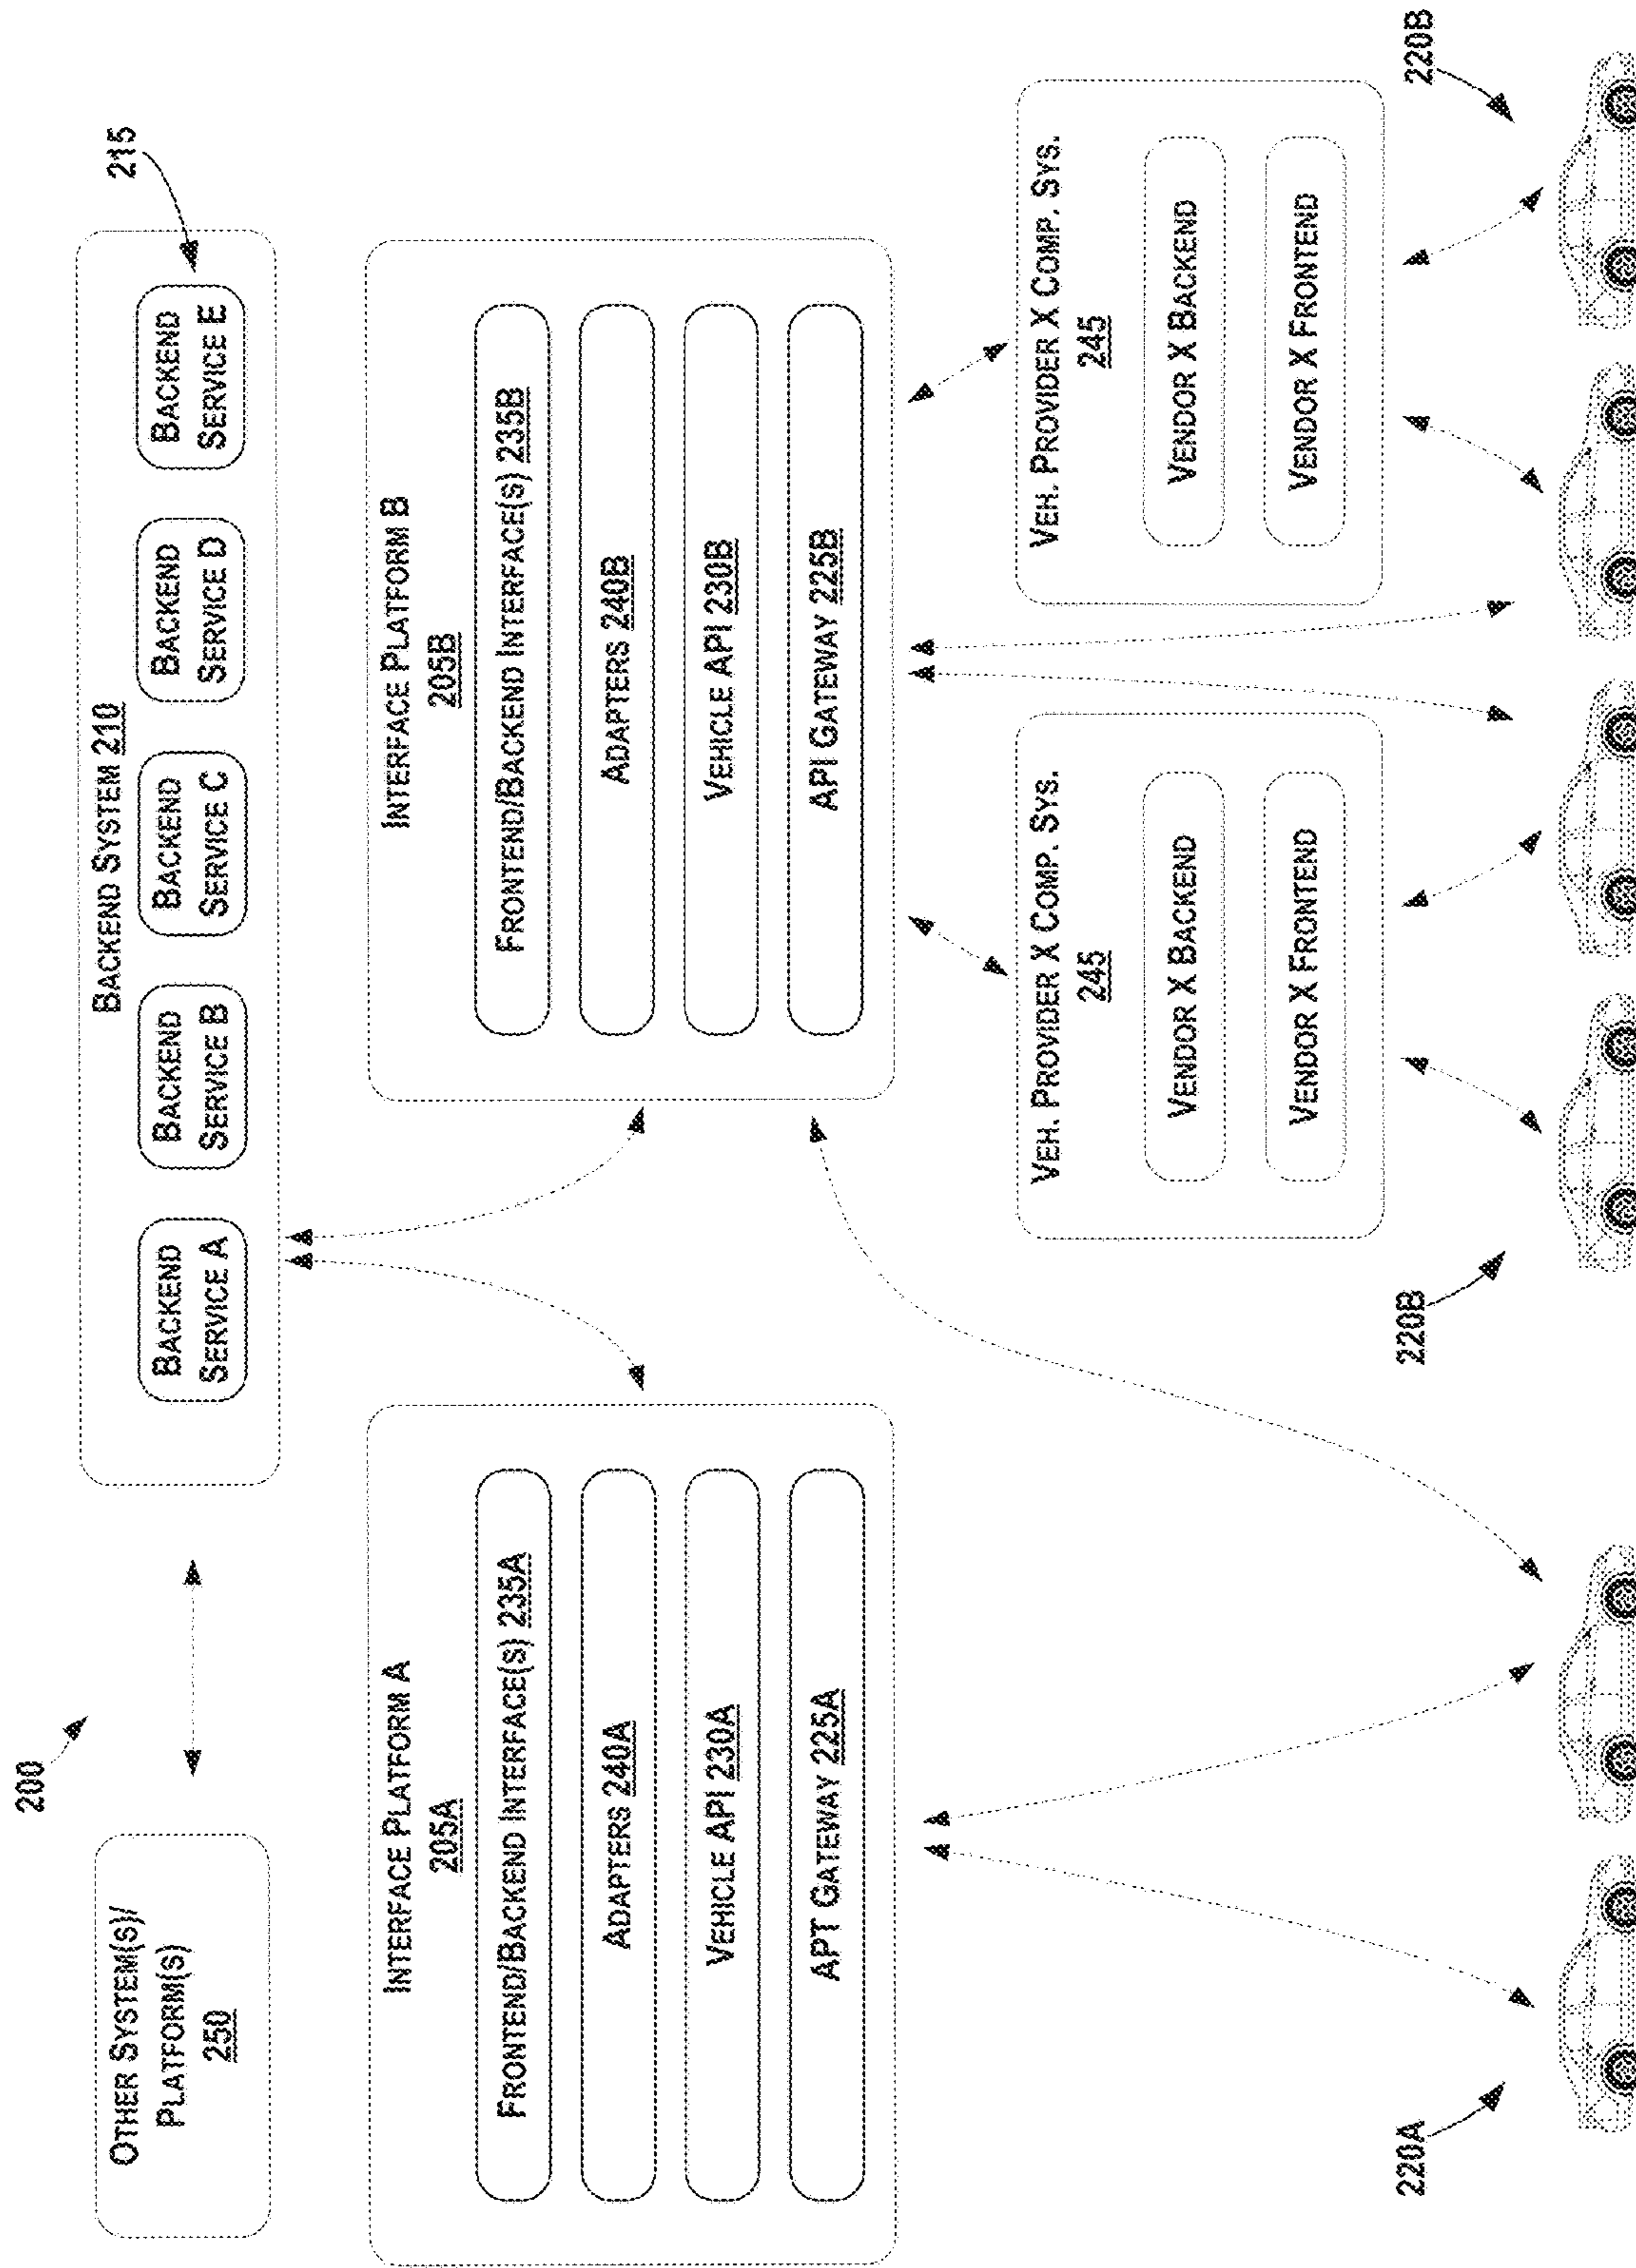 200
OTHER SYSTEM(S)/
PLATFORM(S)
250
BACKEND SYSTEM 210
215
BACKEND
SERVICE A
BACKEND
SERVICE B
BACKEND
SERVICE C
BACKEND
SERVICE D
BACKEND
SERVICE E
INTERFACE PLATFORM A
205A
FRONTEND/BACKEND INTERFACE(S) 235A
ADAPTERS 240A
VEHICLE API 230A
APT GATEWAY 225A
INTERFACE PLATFORM B
205B
FRONTEND/BACKEND INTERFACE(S) 235B
ADAPTERS 240B
VEHICLE API 230B
API GATEWAY 225B
VEH. PROVIDER X COMP. SYS.
245
VENDOR X BACKEND
VENDOR X FRONTEND
VEH. PROVIDER X COMP. SYS.
245
VENDOR X BACKEND
VENDOR X FRONTEND
220A
220B
220B